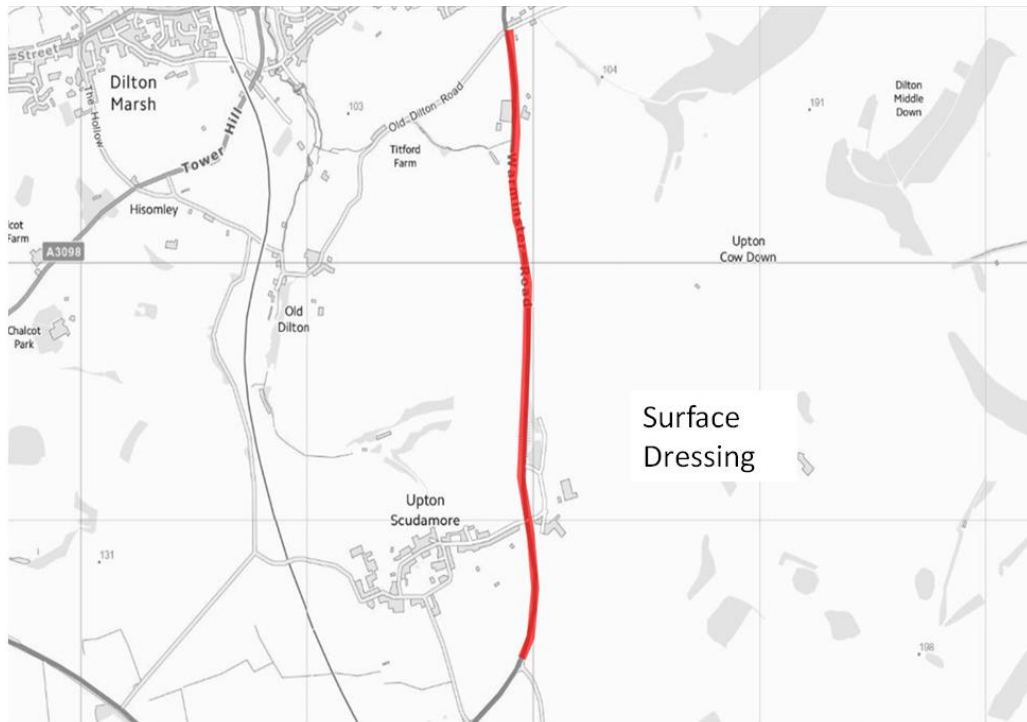 Street
Dilton
Marsh
The Hollow
Tower Hill
103
Old Dilton Road
Titford
Farm
Warminster Road
104
191
Dilton
Middle
Down
Hisomley
lcot
Farm
A3098
Upton
Cow Down
Chalcot
Park
Old
Dilton
Surface
Dressing
Upton
Scudamore
131
198